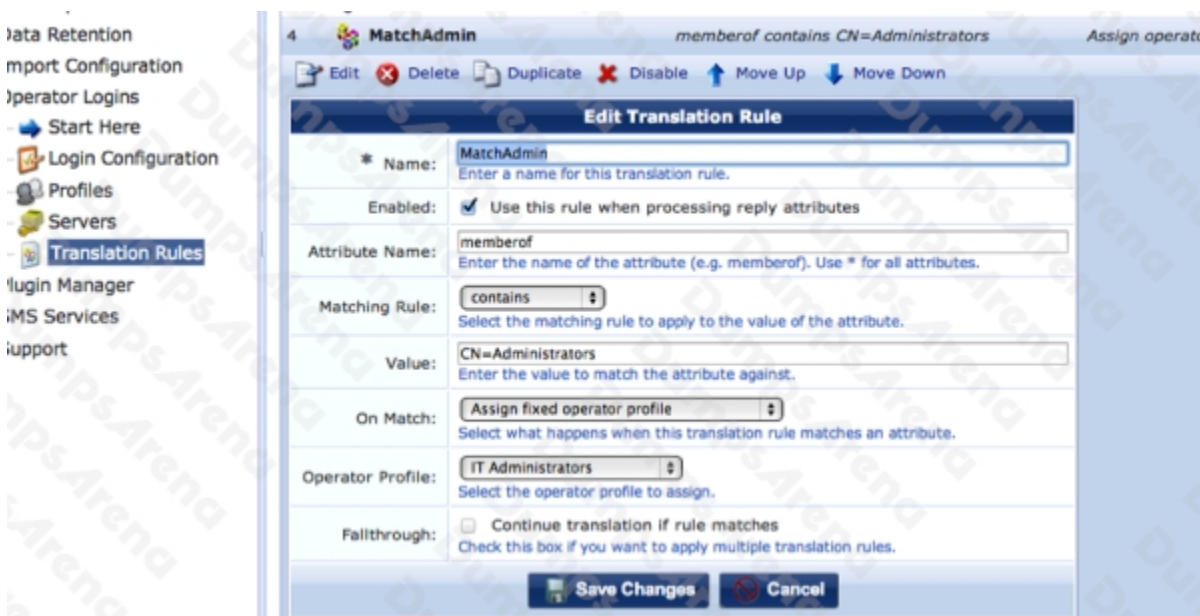 Data Retention
4 MatchAdmin memberof contains CN=Administrators Assign
mport Configuration
Edit Delete Duplicate Disable Move Up Move Down
Operator Logins
Edit Translation Rule
Start Here
* Name: MatchAdmin
Enter a name for this translation rule.
Login Configuration
Profiles
Enabled: Use this rule when processing reply attributes
Servers
Attribute Name: memberof
Enter the name of the attribute (e.g. memberof). Use * for all attributes.
Translation Rules
lugin Manager
Matching Rule: contains
Select the matching rule to apply to the value of the attribute.
MS Services
upport
Value: CN=Administrators
Enter the value to match the attribute against.
On Match: Assign fixed operator profile
Select what happens when this translation rule matches an attribute.
Operator Profile: IT Administrators
Select the operator profile to assign.
Fallthrough: Continue translation if rule matches
Check this box if you want to apply multiple translation rules.
Save Changes Cancel
DumpsArena